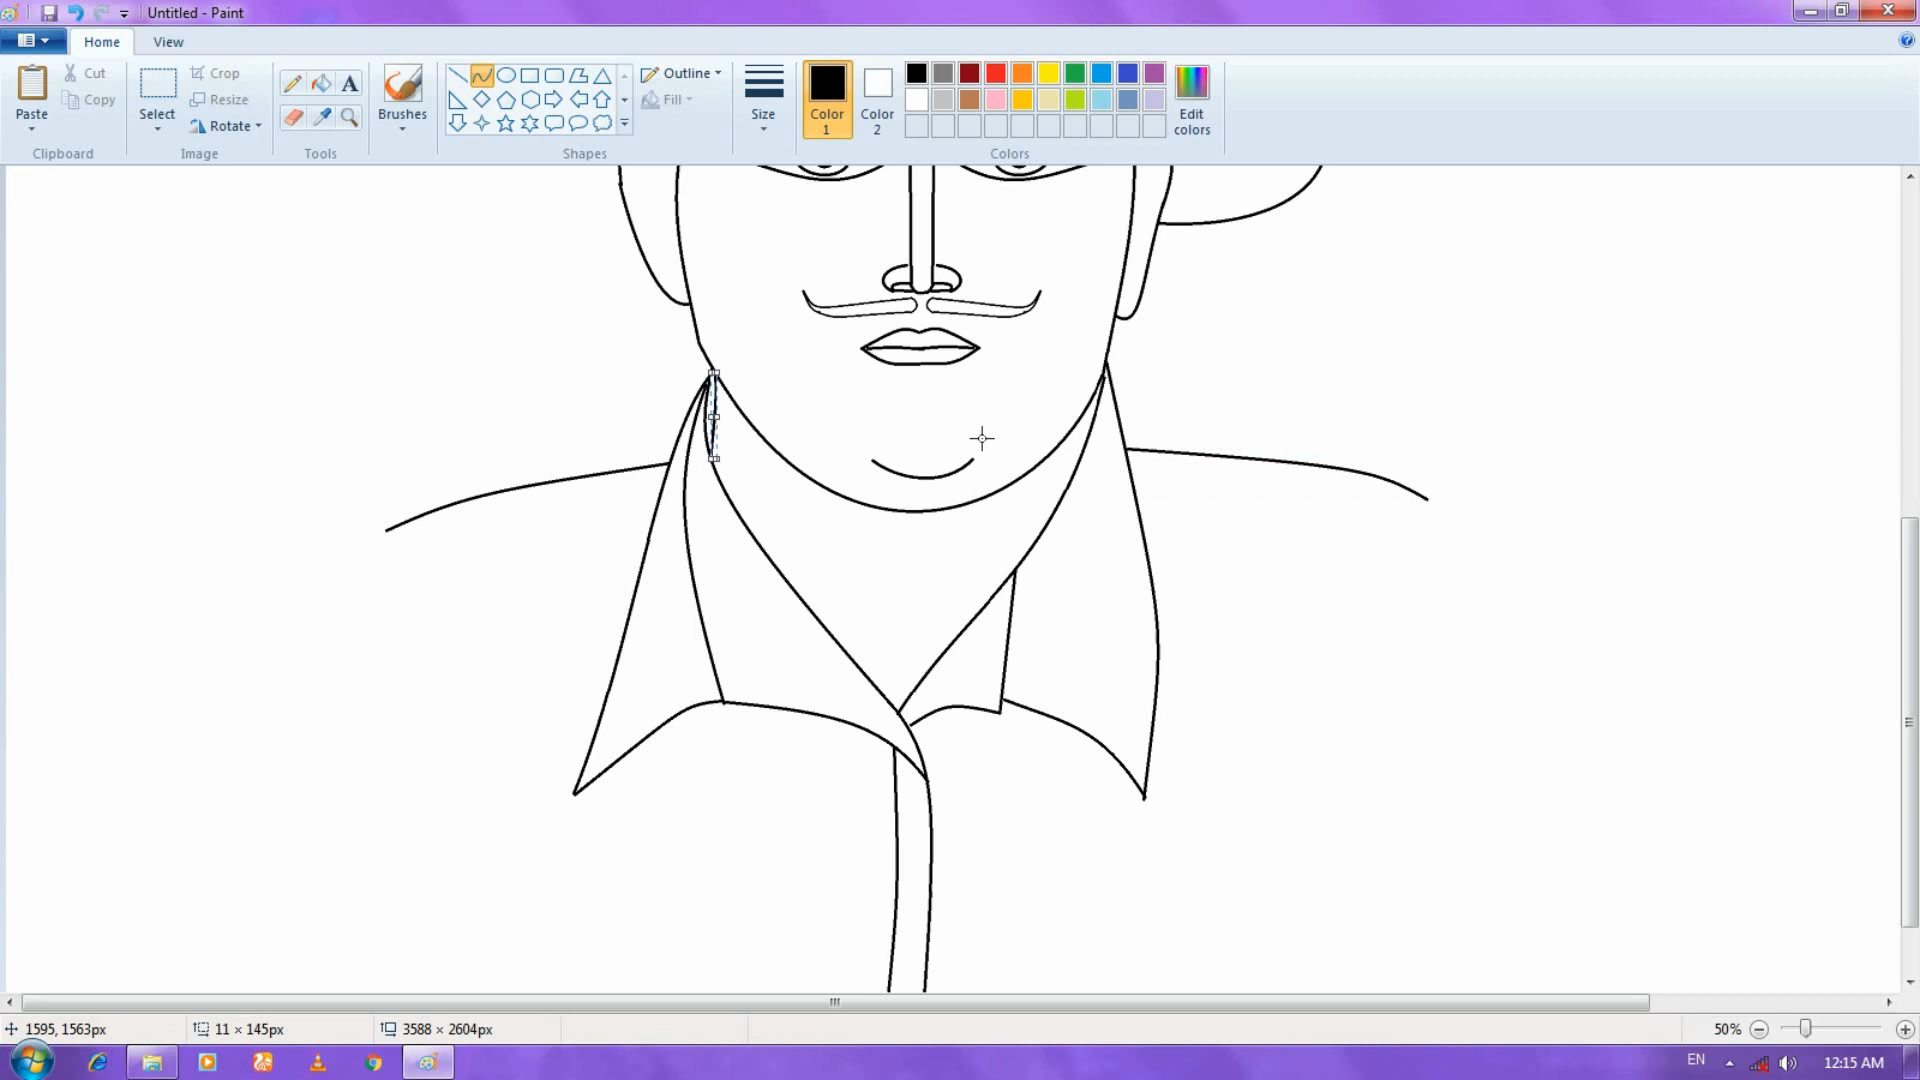 Untitled - Paint
Home
View
Paste
Cut
Copy
Select
Crop
Resize
Rotate
A
Brushes
Outline
Fill
Size
Color
1
Color
2
Edit
colors
Clipboard
Image
Tools
Shapes
Colors
1595, 1563px
11 × 145px
3588 × 2604px
50%
EN
12:15 AM